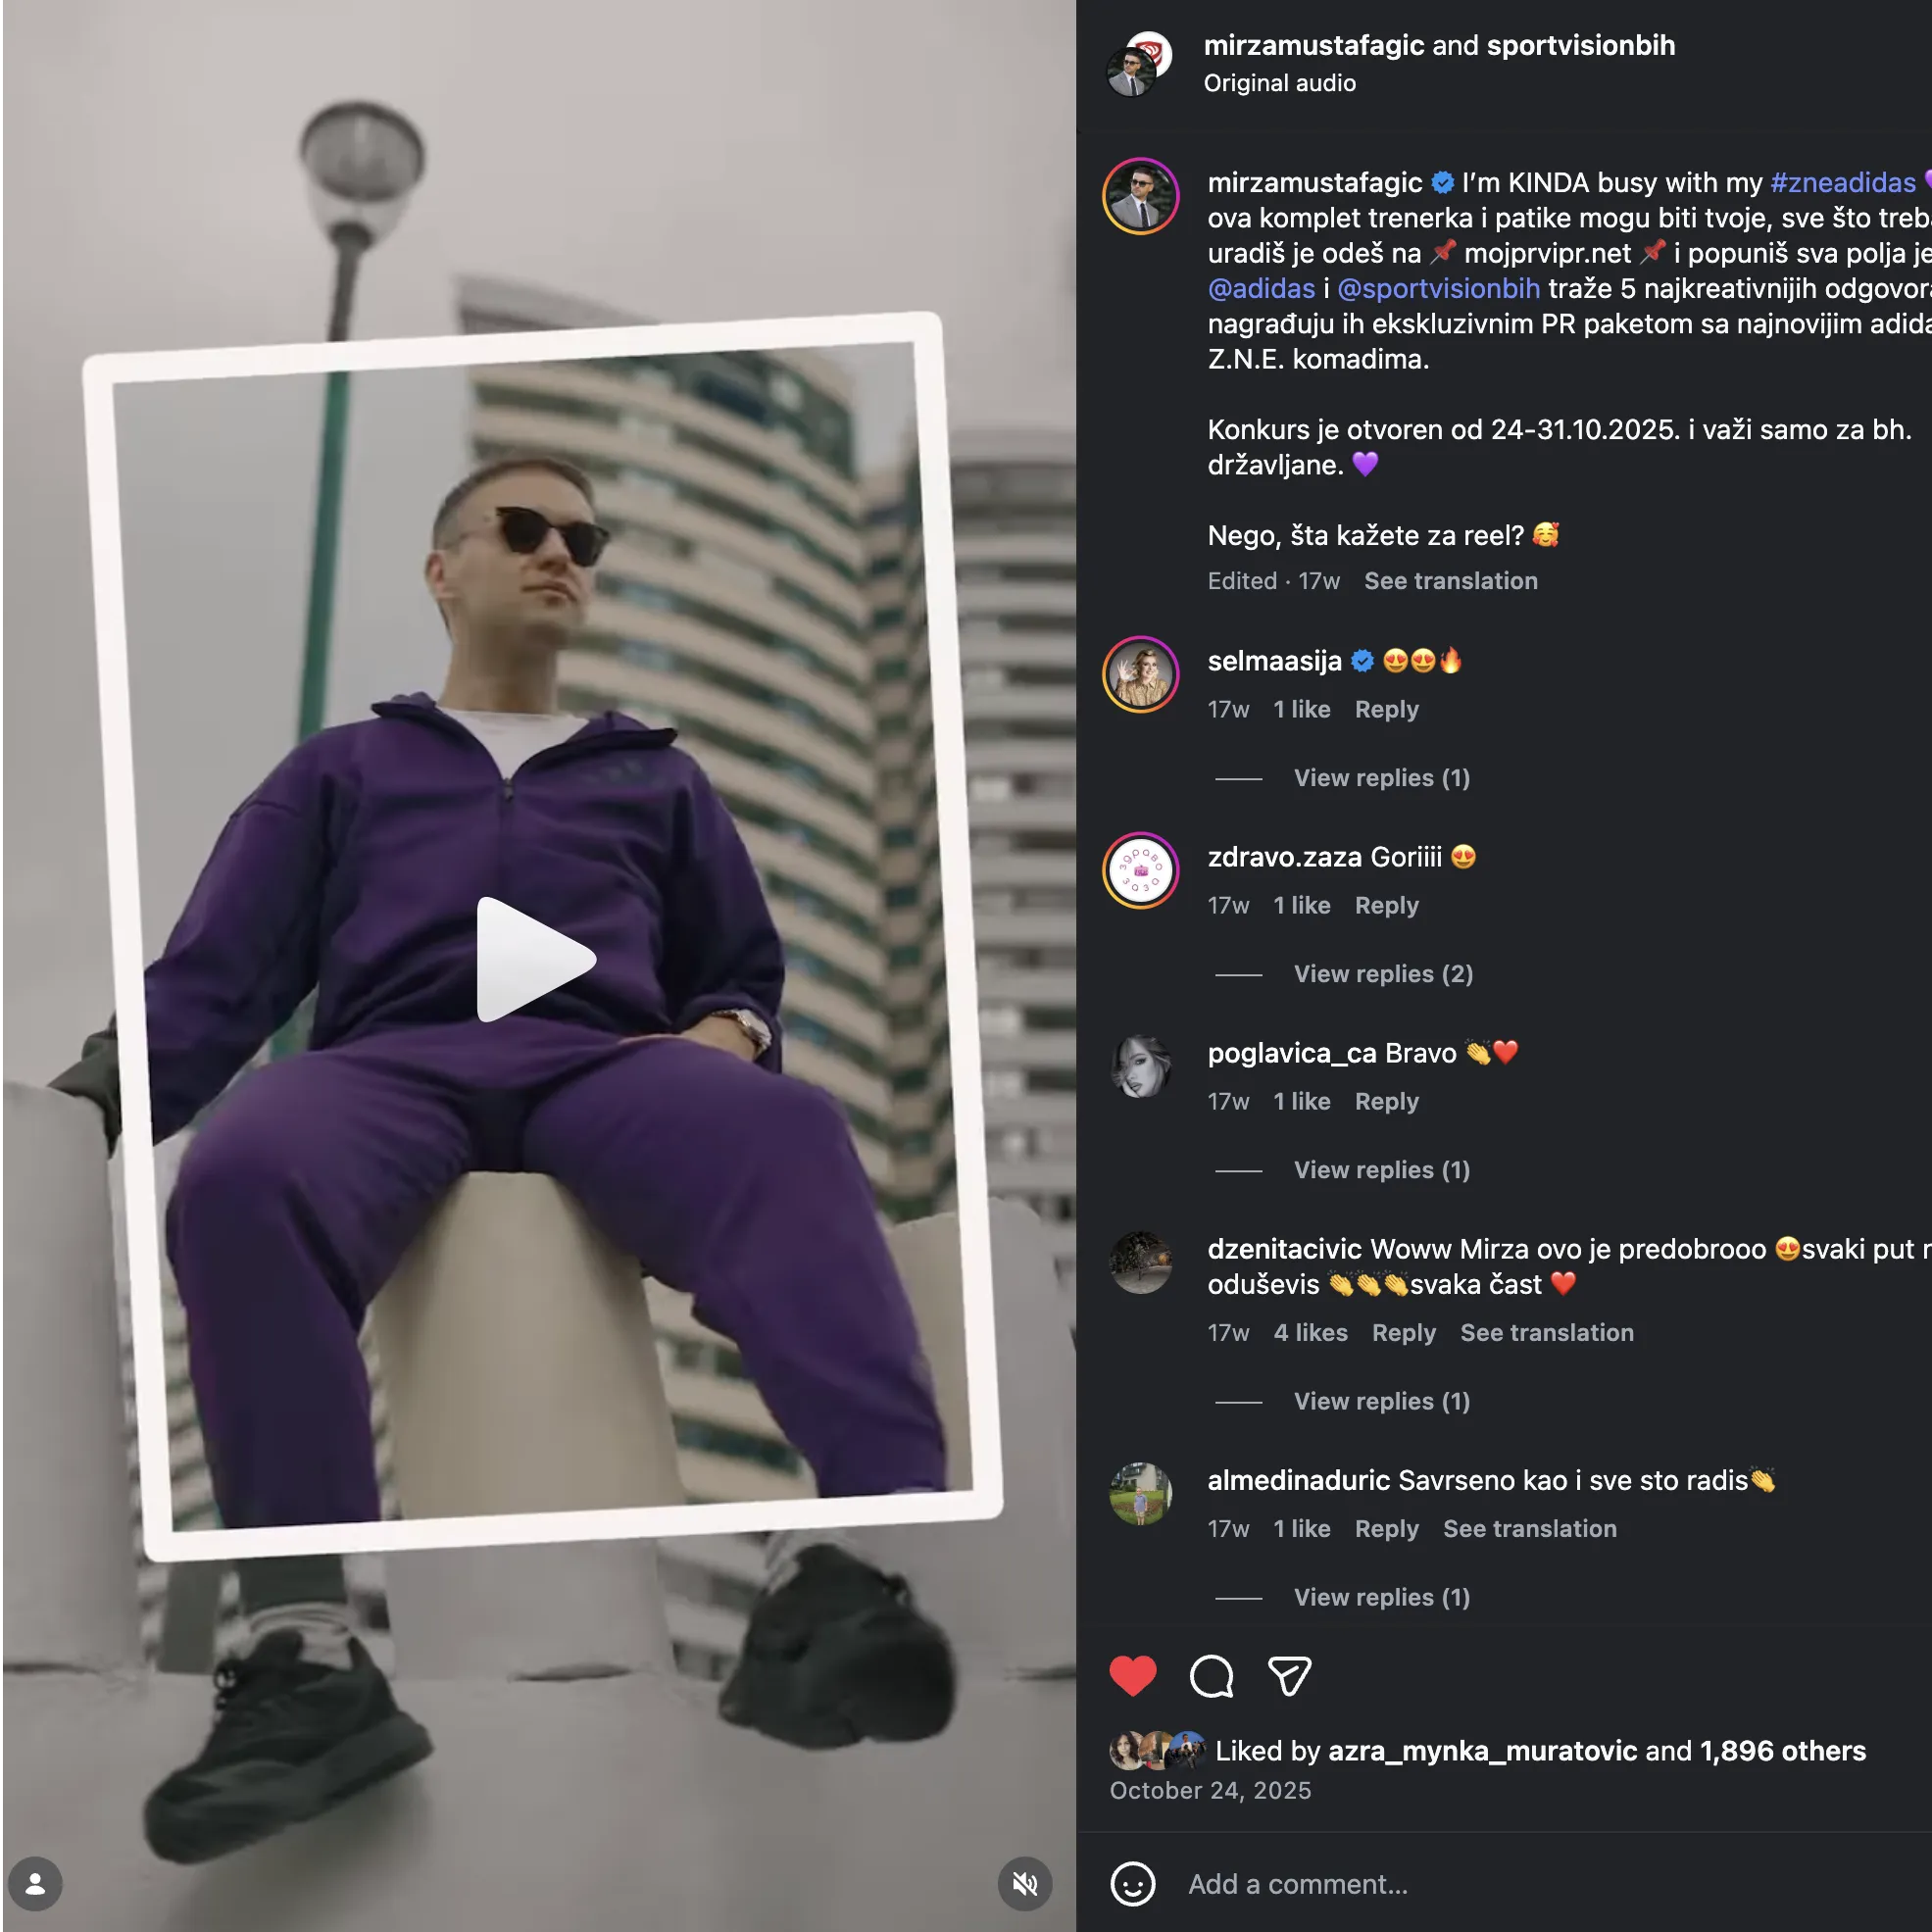 mirzamustafagic and sportvisionbih
Original audio
mirzamustafagic I'm KINDA busy with my #zneadidas 💜
ova komplet trenerka i patike mogu biti tvoje, sve što
uradiš je odeš na 📌 mojprvipr.net 📌 i popuniš sva polja
@adidas i @sportvisionbih traže 5 najkreativnijih
nagrađuju ih ekskluzivnim PR paketom sa najnovijim
Z.N.E. komadima.
Konkurs je otvoren od 24-31.10.2025. i važi samo za bh.
državljane. 💜
Nego, šta kažete za reel? 🥰
Edited · 17w See translation
selmaasija 😍😍🔥
17w 1 like Reply
View replies (1)
zdravo.zaza Goriiii 😍
17w 1 like Reply
View replies (2)
poglavica_ca Bravo 👏❤️
17w 1 like Reply
View replies (1)
dzenitacivic Woww Mirza ovo je predobrooo 😍svaki put
oduševis 👏👏👏svaka čast ❤️
17w 4 likes Reply See translation
View replies (1)
almedinaduric Savrseno kao i sve sto radis👏
17w 1 like Reply See translation
View replies (1)
Liked by azra_mynka_muratovic and 1,896 others
October 24, 2025
Add a comment...